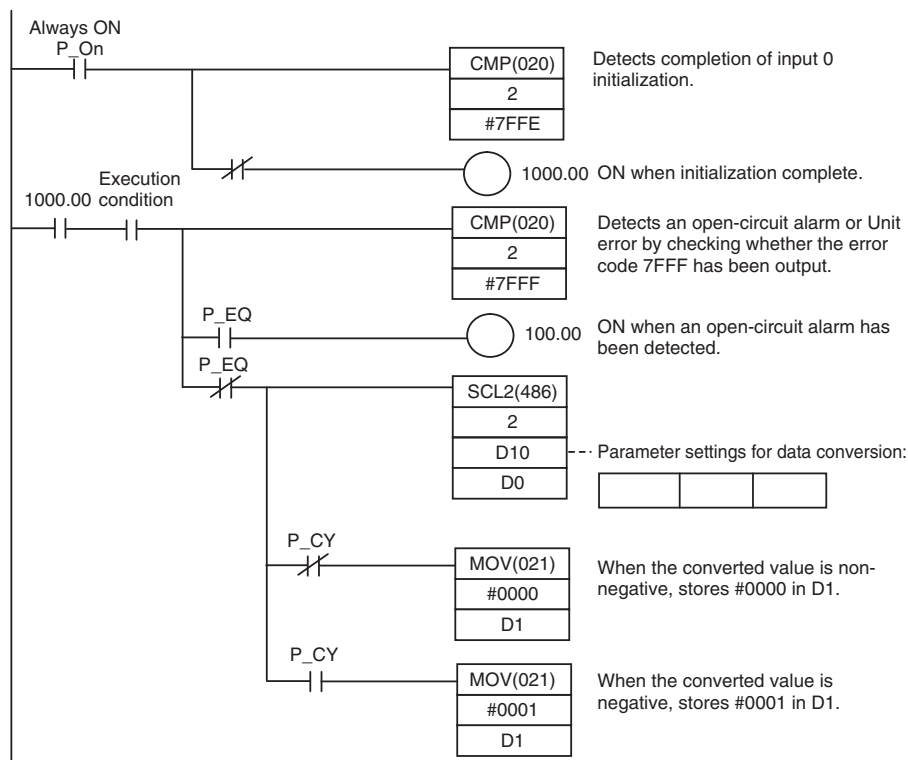 Always ON
P_On
CMP(020)
2
#7FFE
Detects completion of input 0
initialization.
1000.00 ON when initialization complete.
Execution
1000.00 condition
CMP(020)
2
#7FFF
Detects an open-circuit alarm or Unit
error by checking whether the error
code 7FFF has been output.
P_EQ
100.00 ON when an open-circuit alarm has
been detected.
P_EQ
SCL2(486)
2
D10
D0
Parameter settings for data conversion:
P_CY
MOV(021)
#0000
D1
When the converted value is non-
negative, stores #0000 in D1.
P_CY
MOV(021)
#0001
D1
When the converted value is
negative, stores #0001 in D1.